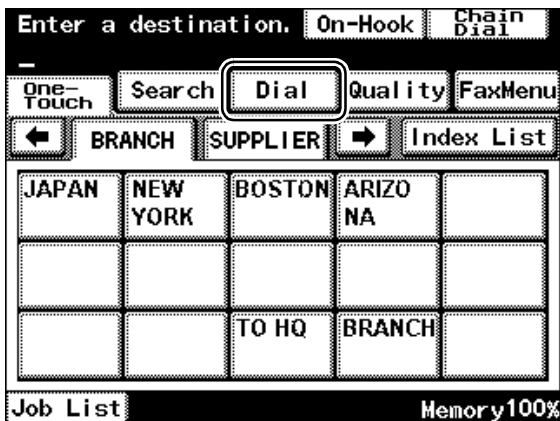 Enter a destination. On-Hook Chain Dial
One-Touch Search Dial Quality FaxMenu
BRANCH SUPPLIER Index List
JAPAN NEW YORK BOSTON ARIZO NA
TO HQ BRANCH
Job List Memory100%